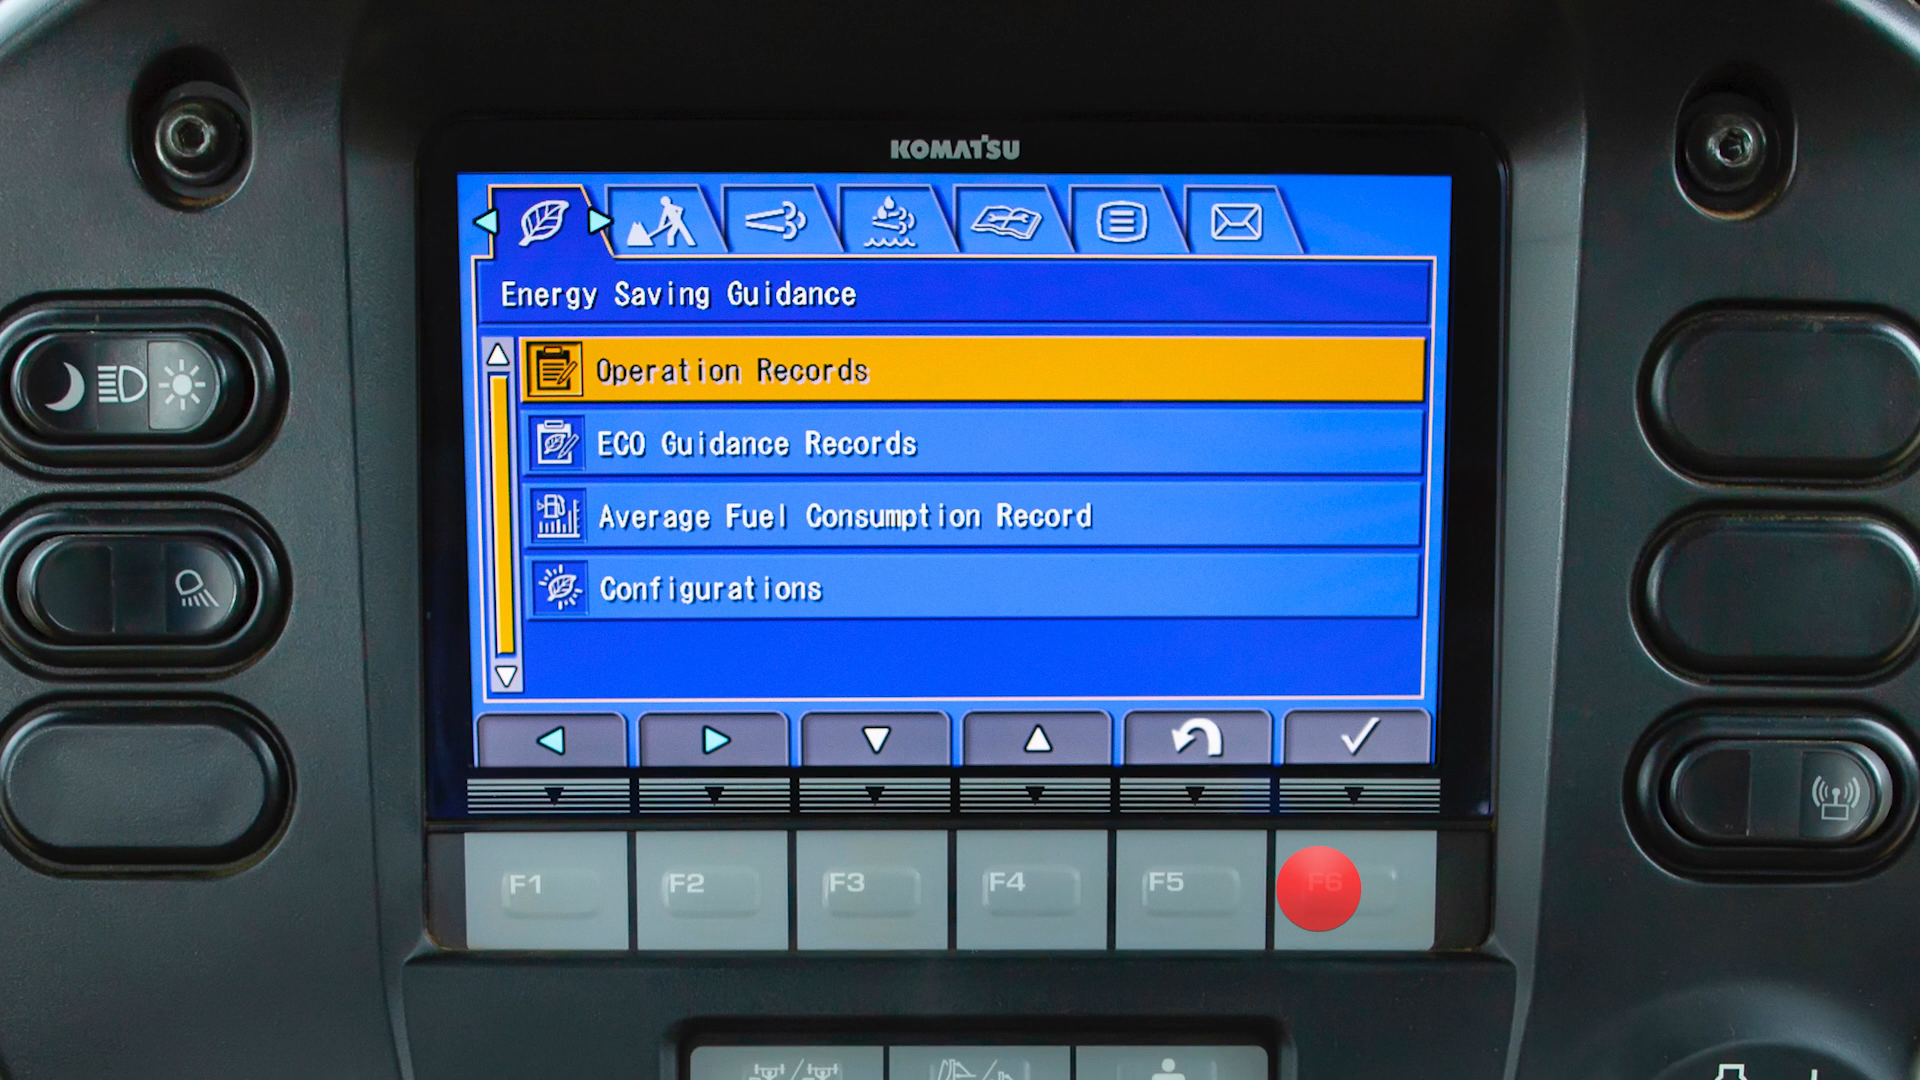 KOMATSU
Energy Saving Guidance
Operation Records
ECO Guidance Records
Average Fuel Consumption Record
Configurations
F1 F2 F3 F4 F5 F6